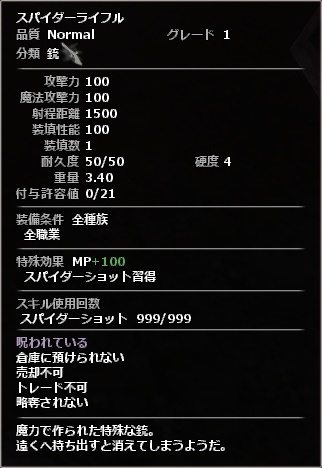 スパイダーライフル
品質 Normal グレード 1
分類 銃
攻撃力 100
魔法攻撃力 100
射程距離 1500
装填性能 100
装填数 1
耐久度 50/50 硬度 4
重量 3.40
付与許容値 0/21
装備条件 全種族
全職業
特殊効果 MP+100
スパイダーショット習得
スキル使用回数
スパイダーショット 999/999
呪われている
倉庫に預けられない
売却不可
トレード不可
略奪されない
魔力で作られた特殊な銃。
遠くへ持ち出すと消えてしまうようだ。